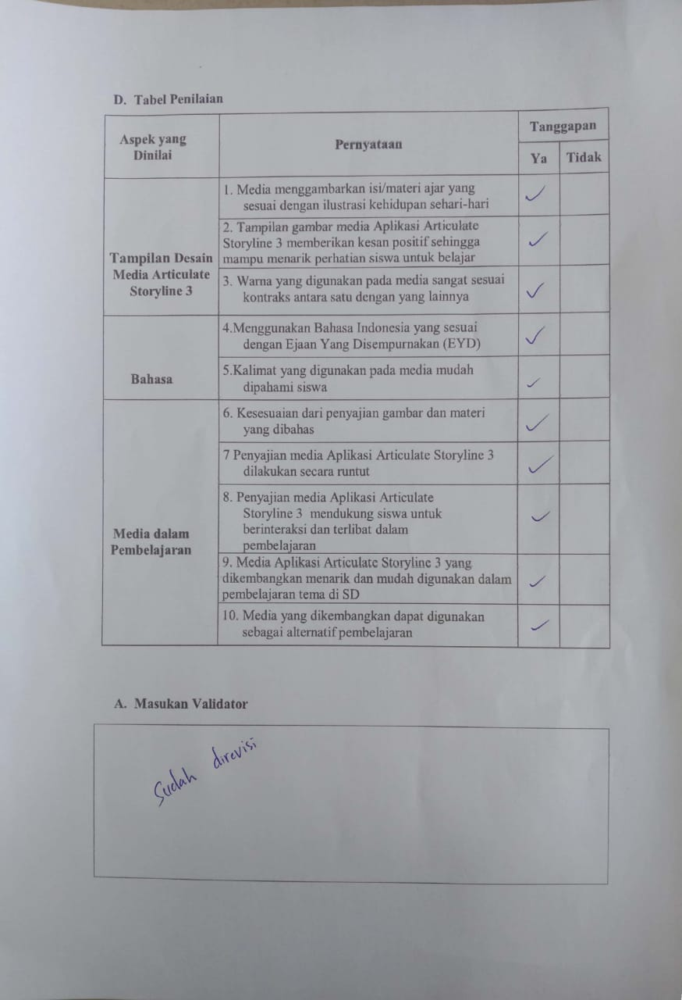 D. Tabel Penilaian
Aspek yang
Dinilai
Pernyataan
Tanggapan
Ya
Tidak
Tampilan Desain
Media Articulate
Storyline 3
1. Media menggambarkan isi/materi ajar yang
sesuai dengan ilustrasi kehidupan sehari-hari
2. Tampilan gambar media Aplikasi Articulate
Storyline 3 memberikan kesan positif sehingga
mampu menarik perhatian siswa untuk belajar
3. Warna yang digunakan pada media sangat sesuai
kontraks antara satu dengan yang lainnya
Bahasa
4.Menggunakan Bahasa Indonesia yang sesuai
dengan Ejaan Yang Disempurnakan (EYD)
5.Kalimat yang digunakan pada media mudah
dipahami siswa
Media dalam
Pembelajaran
6. Kesesuaian dari penyajian gambar dan materi
yang dibahas
7 Penyajian media Aplikasi Articulate Storyline 3
dilakukan secara runtut
8. Penyajian media Aplikasi Articulate
Storyline 3 mendukung siswa untuk
berinteraksi dan terlibat dalam
pembelajaran
9. Media Aplikasi Articulate Storyline 3 yang
dikembangkan menarik dan mudah digunakan dalam
pembelajaran tema di SD
10. Media yang dikembangkan dapat digunakan
sebagai alternatif pembelajaran
A. Masukan Validator
Sudah direvisi